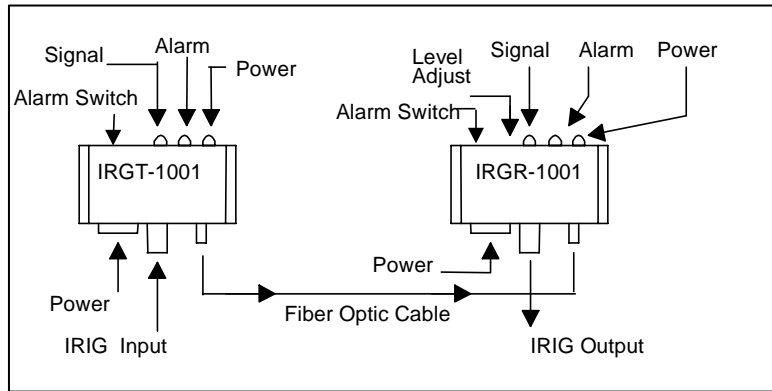 Signal
Alarm
Power
Alarm Switch
IRGT-1001
Power
IRIG Input
Level
Adjust
Signal
Alarm
Power
Alarm Switch
IRGR-1001
Power
Fiber Optic Cable
IRIG Output